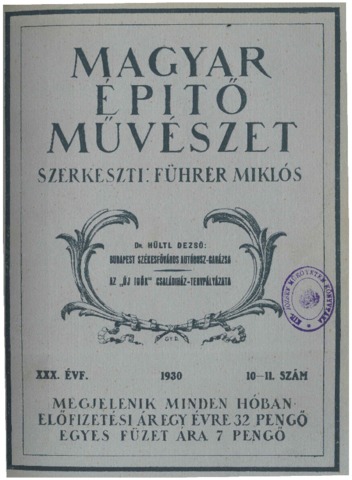 MAGYAR
ÉPITŐ
MŰVÉSZET
SZERKESZTI: FÜHRER MIKLÓS
Dr. HÜLTL DEZSŐ:
BUDAPEST SZÉKESFŐVÁROS AUTÓBUSZ-GARÁZSA
AZ „ÚJ IDŐK" CSALÁDIHÁZ-TERVPÁLYÁZATA
GY.E.
XXX. ÉVF. 1930 10–11. SZÁM
MEGJELENIK MINDEN HÓBAN
ELŐFIZETÉSI ÁR EGY ÉVRE 32 PENGŐ
EGYES FÜZET ÁRA 7 PENGŐ